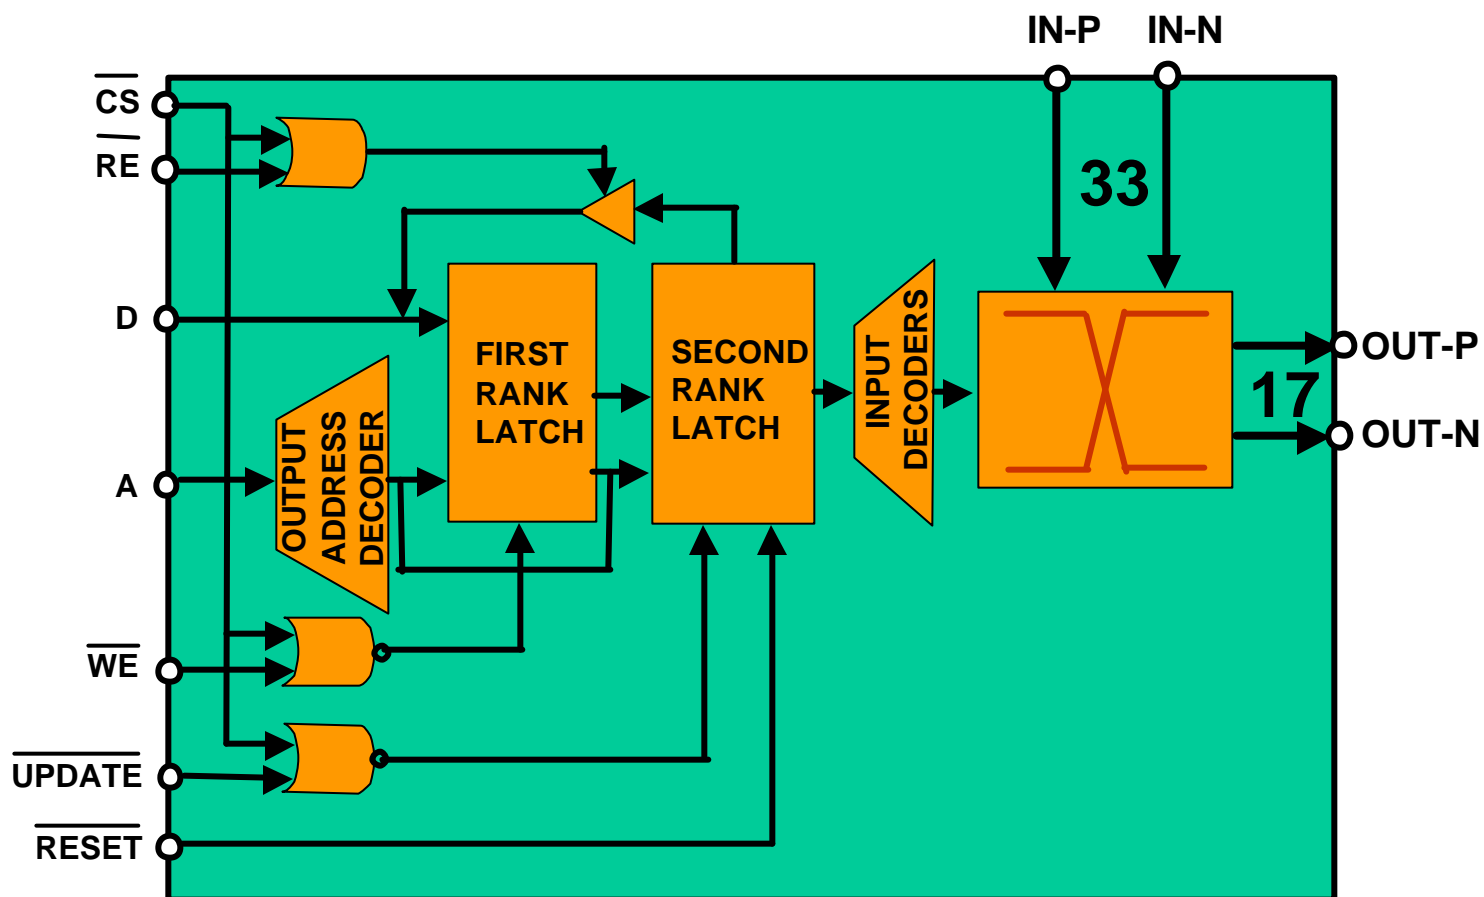 IN-P IN-N
CS
RE
33
D
FIRST
RANK
LATCH
SECOND
RANK
LATCH
INPUT
DECODERS
OUT-P
17
OUT-N
A
OUTPUT
ADDRESS
DECODER
WE
UPDATE
RESET